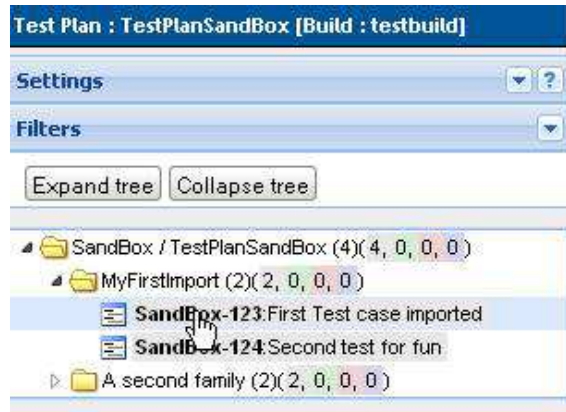 Test Plan : TestPlanSandBox [Build : testbuild]
Settings
?
Filters
Expand tree Collapse tree
SandBox / TestPlanSandBox (4)( 4, 0, 0, 0 )
MyFirstImport (2)( 2, 0, 0, 0 )
SandBox-123:First Test case imported
SandBox-124:Second test for fun
A second family (2)( 2, 0, 0, 0 )